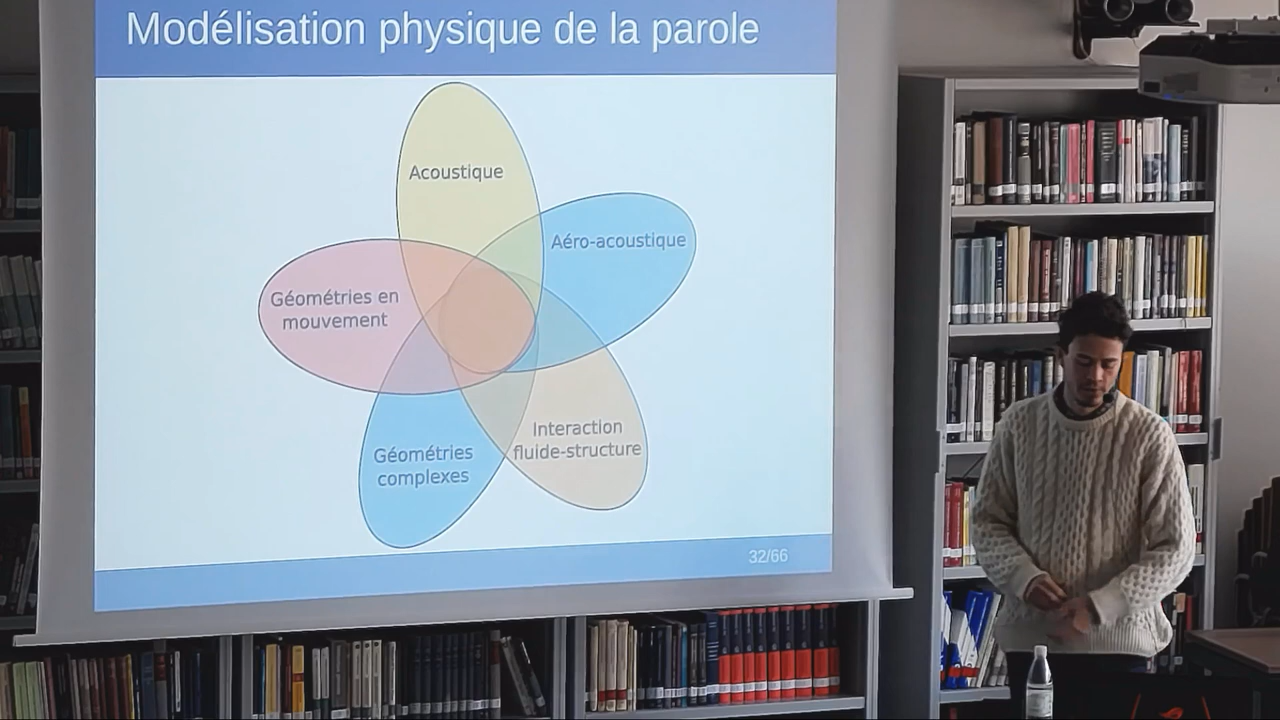 Modélisation physique de la parole
Acoustique
Aéro-acoustique
Géométries en
mouvement
Interaction
fluide-structure
Géométries
complexes
32/66